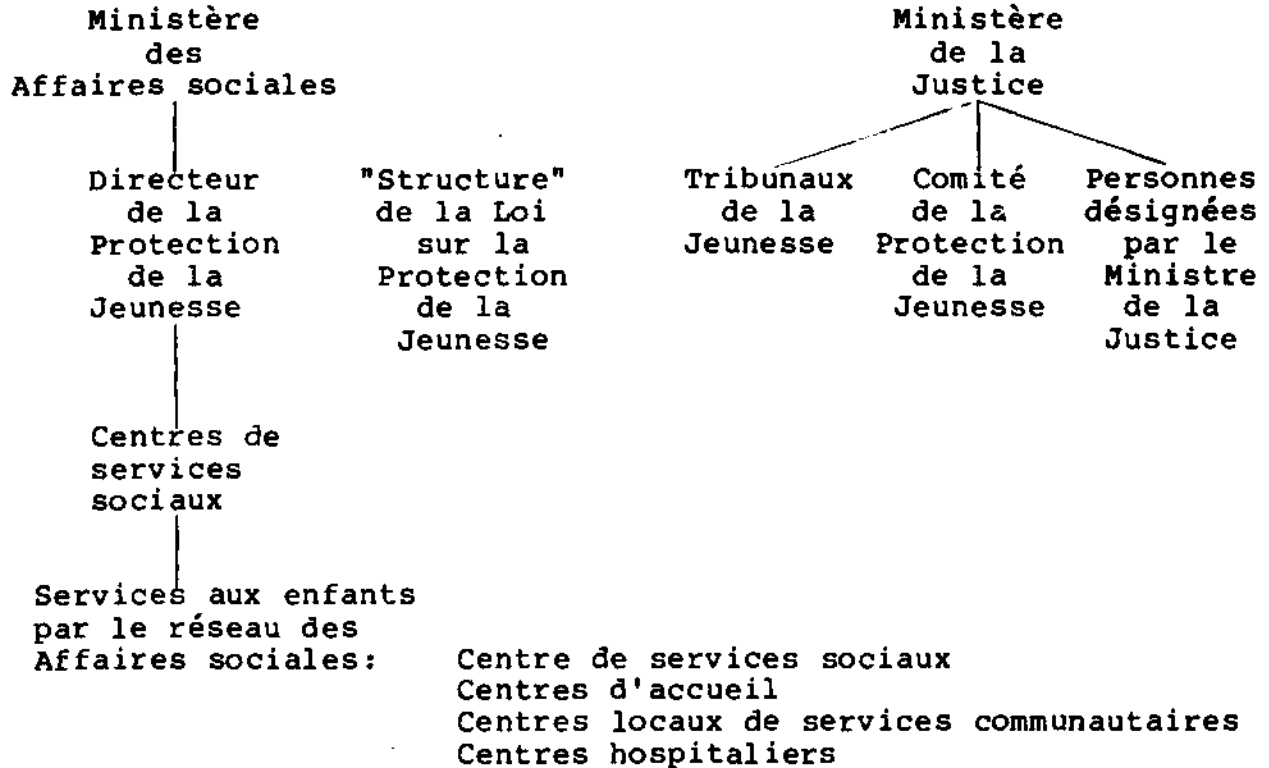 Ministère
des
Affaires sociales
Ministère
de la
Justice
Directeur
de la
Protection
de la
Jeunesse
"Structure"
de la Loi
sur la
Protection
de la
Jeunesse
Tribunaux
de la
Jeunesse
Comité
de la
Protection
de la
Jeunesse
Personnes
désignées
par le
Ministre
de la
Justice
Centres de
services
sociaux
Services aux enfants
par le réseau des
Affaires sociales:
Centre de services sociaux
Centres d'accueil
Centres locaux de services communautaires
Centres hospitaliers